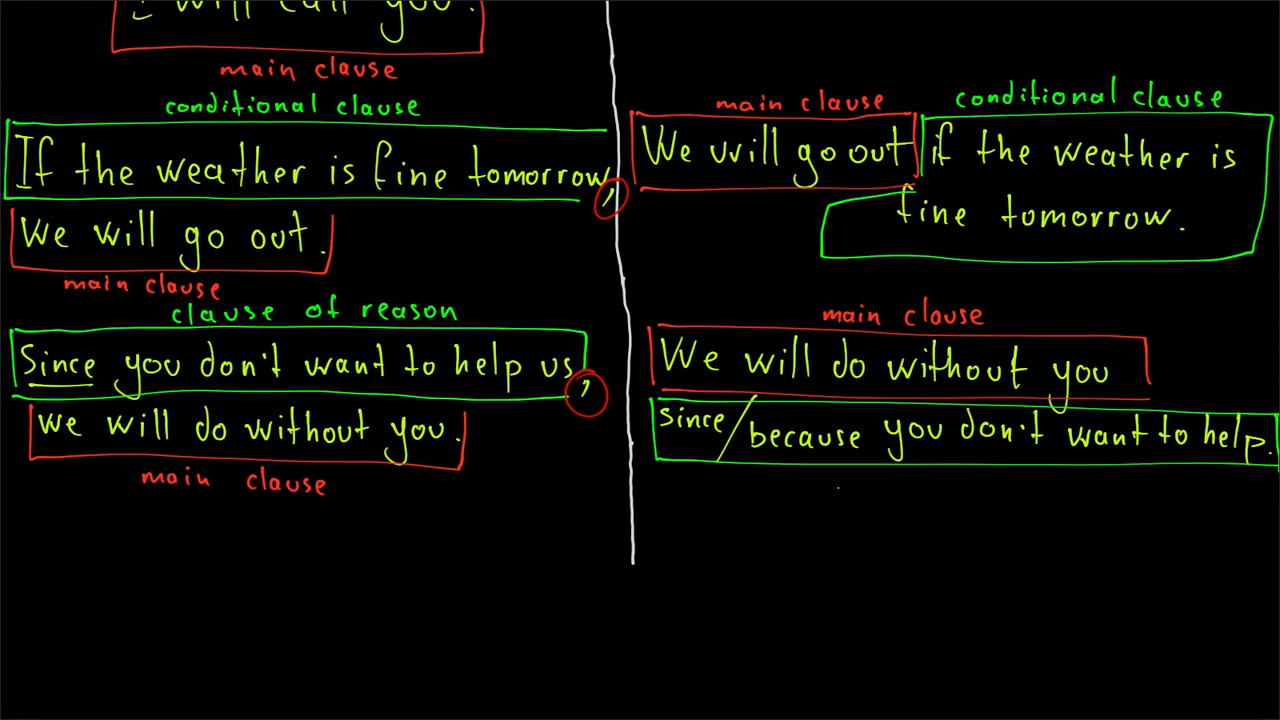 I will call you.
main clause
conditional clause
If the weather is fine tomorrow,
we will go out.
main clause
clause of reason
Since you don't want to help us,
we will do without you.
main clause
main clause conditional clause
We will go out if the weather is
fine tomorrow.
main clause
We will do without you
since/because you don't want to help.